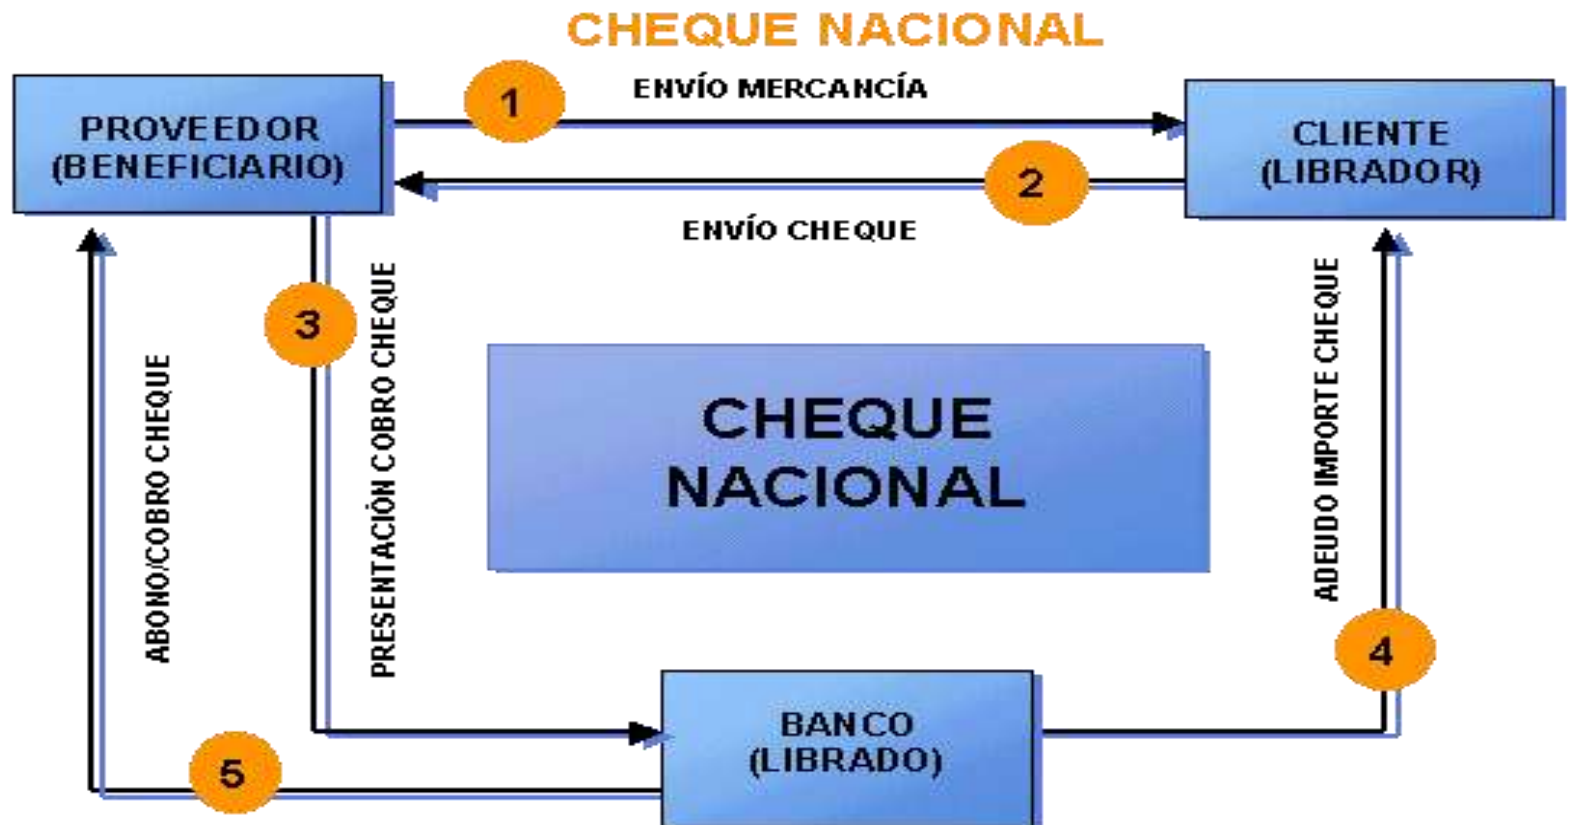 CHEQUE NACIONAL
PROVEEDOR
(BENEFICIARIO)
1
ENVÍO MERCANCÍA
CLIENTE
(LIBRADOR)
2
ENVÍO CHEQUE
3
PRESENTACIÓN COBRO CHEQUE
ABONO/COBRO CHEQUE
CHEQUE
NACIONAL
ADEUDO IMPORTE CHEQUE
4
BANCO
(LIBRADO)
5